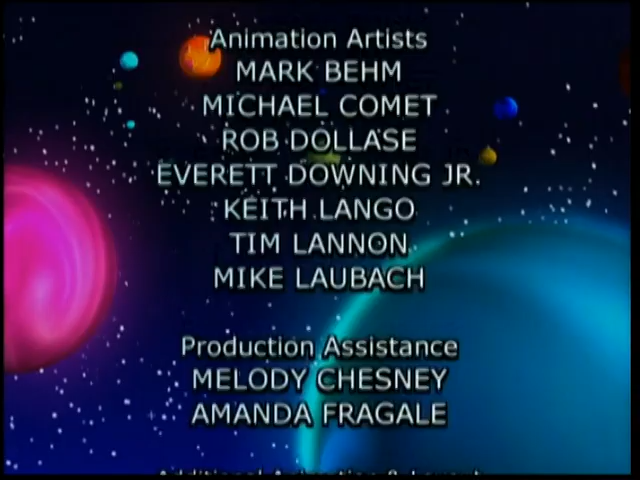 Animation Artists
MARK BEHM
MICHAEL COMET
ROB DOLLASE
EVERETT DOWNING JR.
KEITH LANGO
TIM LANNON
MIKE LAUBACH
Production Assistance
MELODY CHESNEY
AMANDA FRAGALE